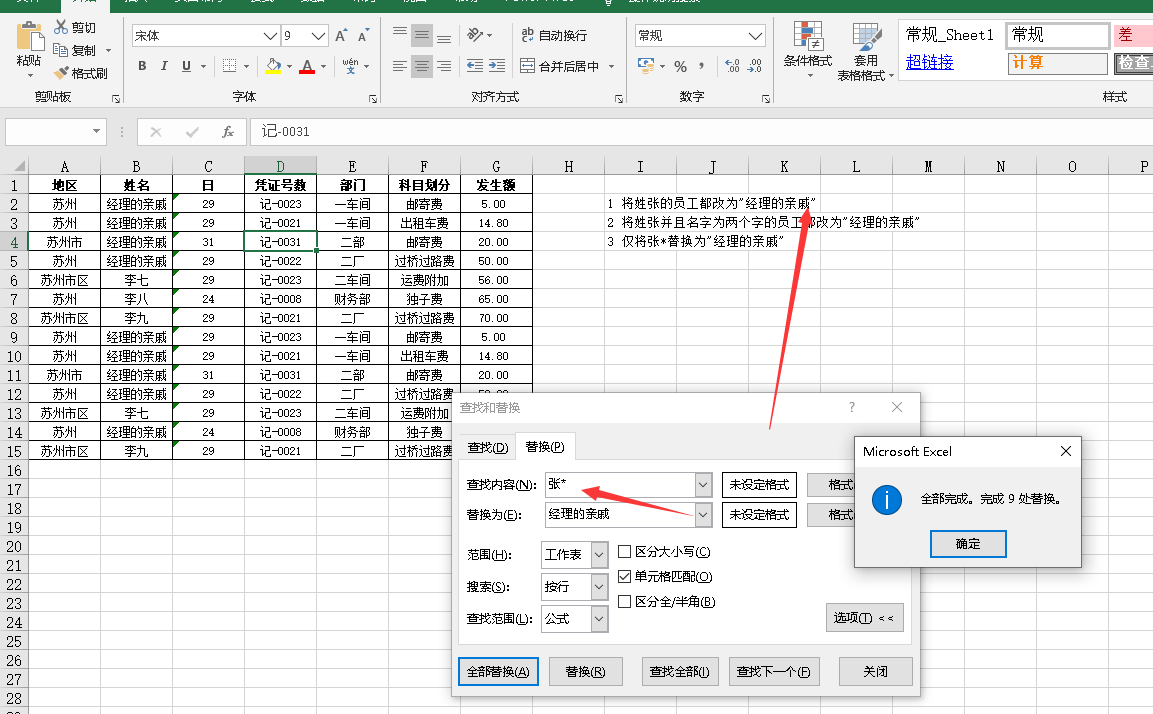 剪切
复制
格式刷
粘贴
剪贴板
宋体
9
B I U
wén
字体
ab 自动换行
合并后居中
对齐方式
常规
%
数字
条件格式
套用
表格格式
常规_Sheet1 常规 差
超链接 计算 检查
样式
fx 记-0031
A B C D E F G H I J K L M N O P
1 地区 姓名 日 凭证号数 部门 科目划分 发生额
2 苏州 经理的亲戚 29 记-0023 一车间 邮寄费 5.00 1 将姓张的员工都改为"经理的亲戚"
3 苏州 经理的亲戚 29 记-0021 一车间 出租车费 14.80 2 将姓张并且名字为两个字的员工都改为"经理的亲戚"
4 苏州市 经理的亲戚 31 记-0031 二部 邮寄费 20.00 3 仅将张*替换为"经理的亲戚"
5 苏州 经理的亲戚 29 记-0022 二厂 过桥过路费 50.00
6 苏州市区 李七 29 记-0023 二车间 运费附加 56.00
7 苏州 李八 24 记-0008 财务部 独子费 65.00
8 苏州市区 李九 29 记-0021 二厂 过桥过路费 70.00
9 苏州 经理的亲戚 29 记-0023 一车间 邮寄费 5.00
10 苏州 经理的亲戚 29 记-0021 一车间 出租车费 14.80
11 苏州市 经理的亲戚 31 记-0031 二部 邮寄费 20.00
12 苏州 经理的亲戚 29 记-0022 二厂 过桥过路费
13 苏州市区 李七 29 记-0023 二车间 运费附加
14 苏州 经理的亲戚 24 记-0008 财务部 独子费
15 苏州市区 李九 29 记-0021 二厂 过桥过路费
16
17
18
19
20
21
22
23
24
25
26
27
28
查找和替换 ?
查找(D) 替换(P)
查找内容(N): 张* 未设定格式 格式
替换为(E): 经理的亲戚 未设定格式 格式
范围(H): 工作表 区分大小写(C)
搜索(S): 按行 单元格匹配(O)
查找范围(L): 公式 区分全/半角(B)
选项(T) <<
全部替换(A) 替换(R) 查找全部(I) 查找下一个(F) 关闭
Microsoft Excel
全部完成。完成 9 处替换。
确定